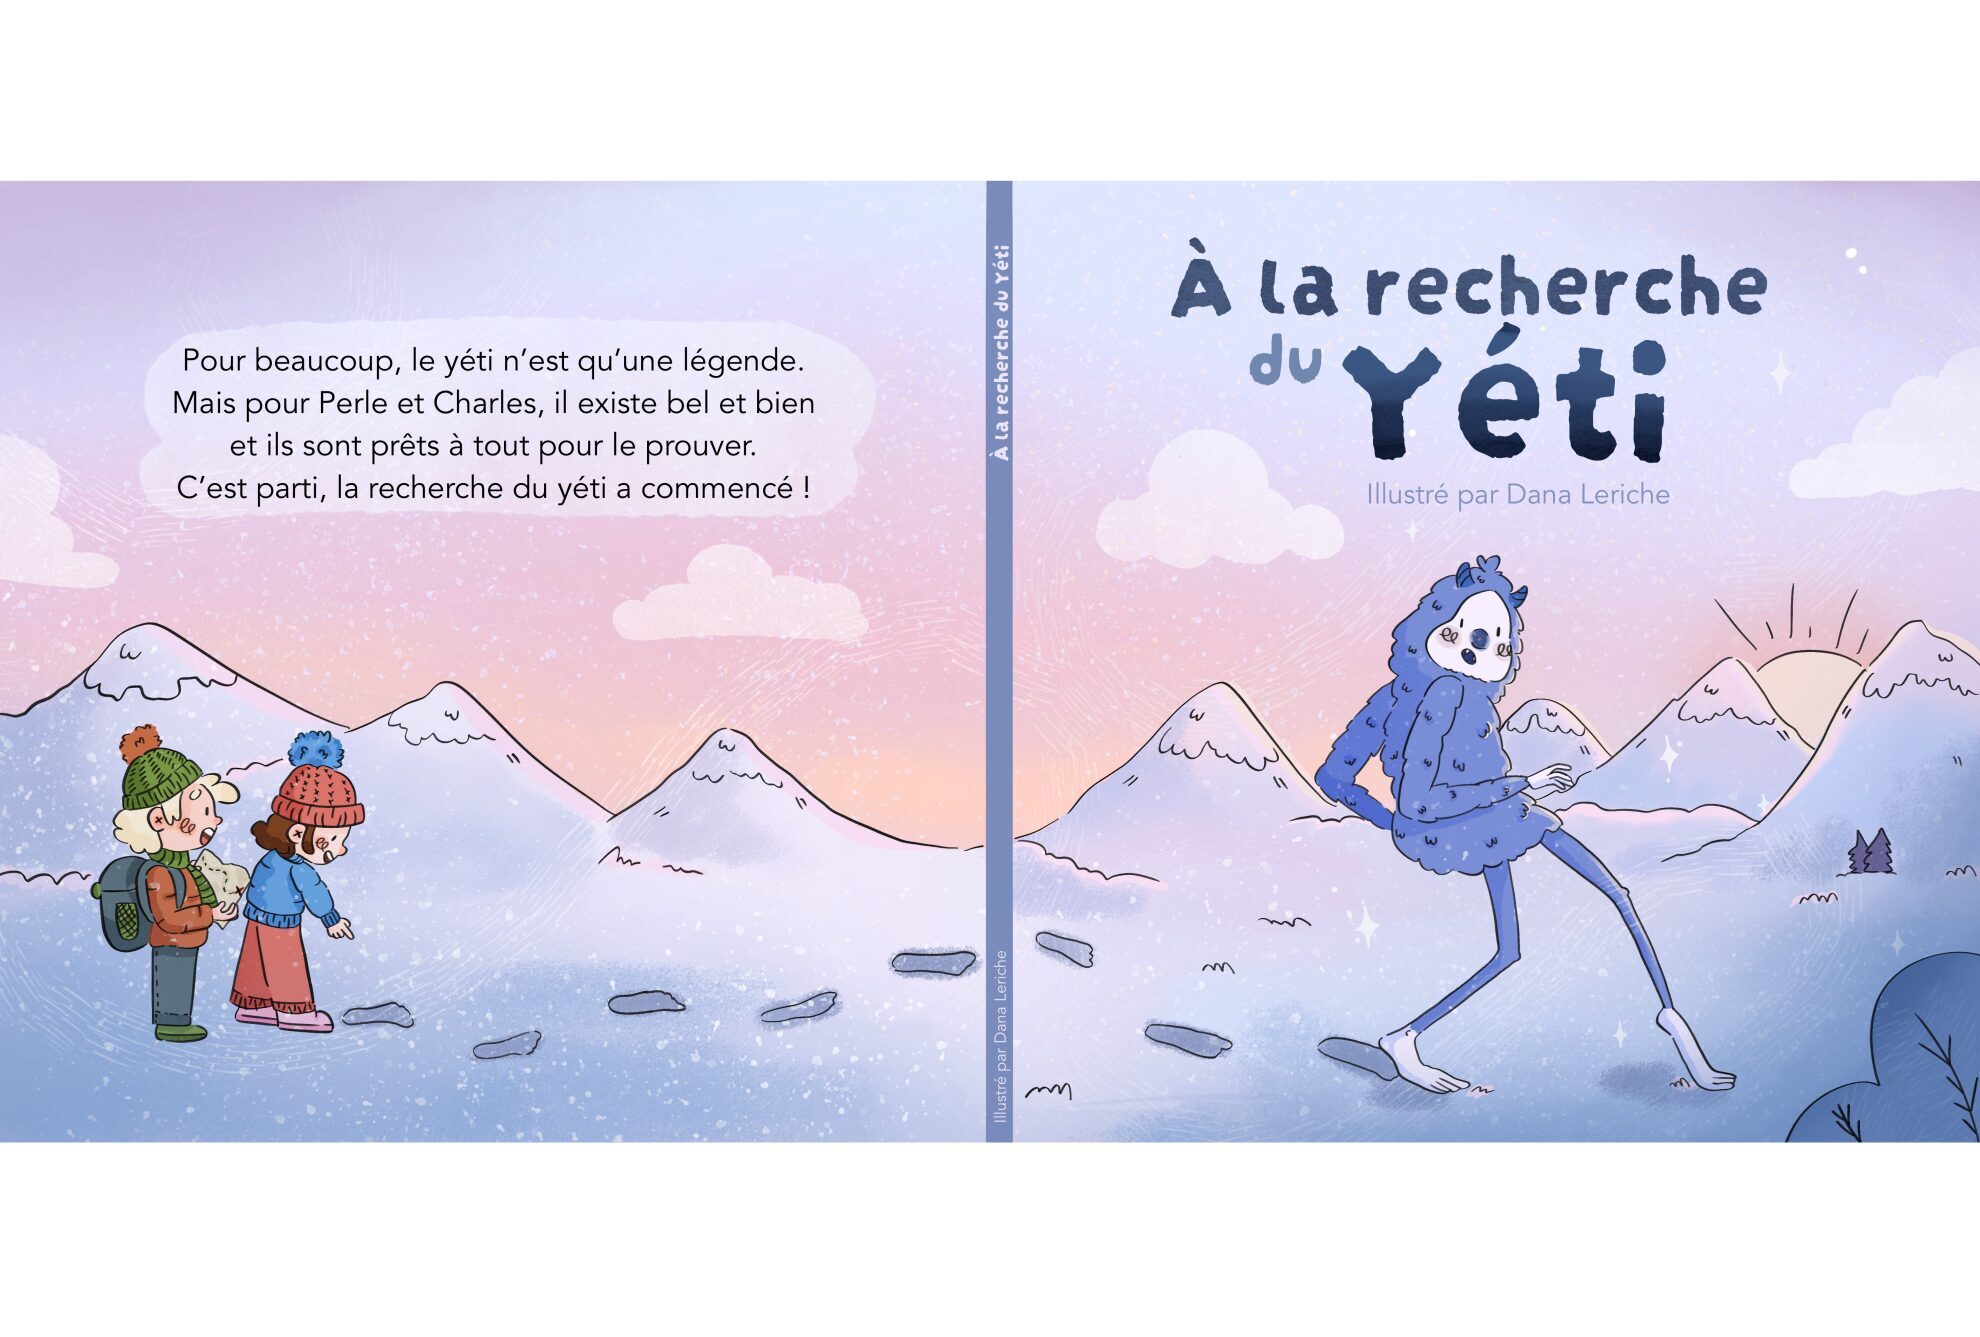 Pour beaucoup, le yéti n’est qu’une légende.
Mais pour Perle et Charles, il existe bel et bien
et ils sont prêts à tout pour le prouver.
C’est parti, la recherche du yéti a commencé !
À la recherche du Yéti
Illustré par Dana Leriche
À la recherche
du Yéti
Illustré par Dana Leriche